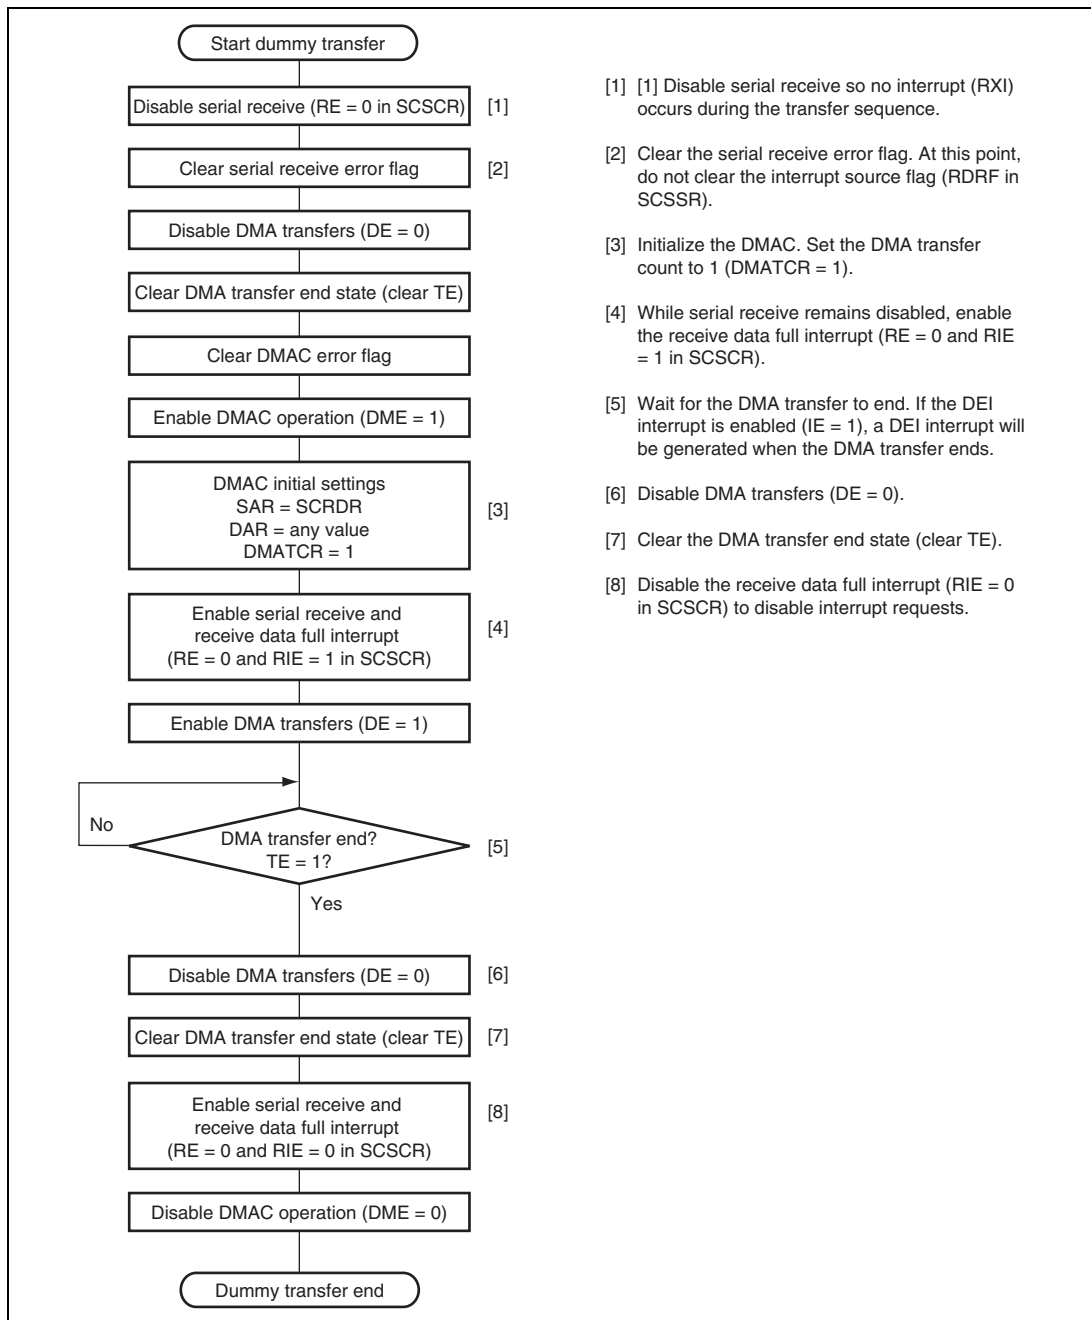 Start dummy transfer
Disable serial receive (RE = 0 in SCSCR) [1]
Clear serial receive error flag [2]
Disable DMA transfers (DE = 0)
Clear DMA transfer end state (clear TE)
Clear DMAC error flag
Enable DMAC operation (DME = 1)
DMAC initial settings
SAR = SCRDR
DAR = any value
DMATCR = 1
[3]
Enable serial receive and
receive data full interrupt
(RE = 0 and RIE = 1 in SCSCR)
[4]
Enable DMA transfers (DE = 1)
No
DMA transfer end?
TE = 1?
[5]
Yes
Disable DMA transfers (DE = 0) [6]
Clear DMA transfer end state (clear TE) [7]
Enable serial receive and
receive data full interrupt
(RE = 0 and RIE = 0 in SCSCR)
[8]
Disable DMAC operation (DME = 0)
Dummy transfer end
[1] [1] Disable serial receive so no interrupt (RXI)
occurs during the transfer sequence.
[2] Clear the serial receive error flag. At this point,
do not clear the interrupt source flag (RDRF in
SCSSR).
[3] Initialize the DMAC. Set the DMA transfer
count to 1 (DMATCR = 1).
[4] While serial receive remains disabled, enable
the receive data full interrupt (RE = 0 and RIE
= 1 in SCSCR).
[5] Wait for the DMA transfer to end. If the DEI
interrupt is enabled (IE = 1), a DEI interrupt will
be generated when the DMA transfer ends.
[6] Disable DMA transfers (DE = 0).
[7] Clear the DMA transfer end state (clear TE).
[8] Disable the receive data full interrupt (RIE = 0
in SCSCR) to disable interrupt requests.